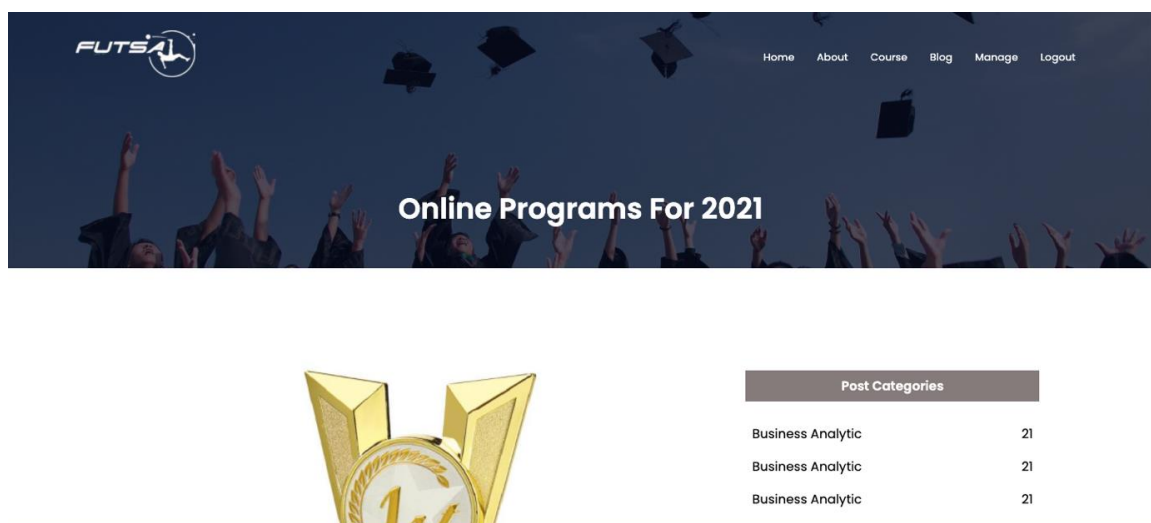 FUTSAL
Home About Course Blog Manage Logout
Online Programs For 2021
Post Categories
Business Analytic 21
Business Analytic 21
Business Analytic 21